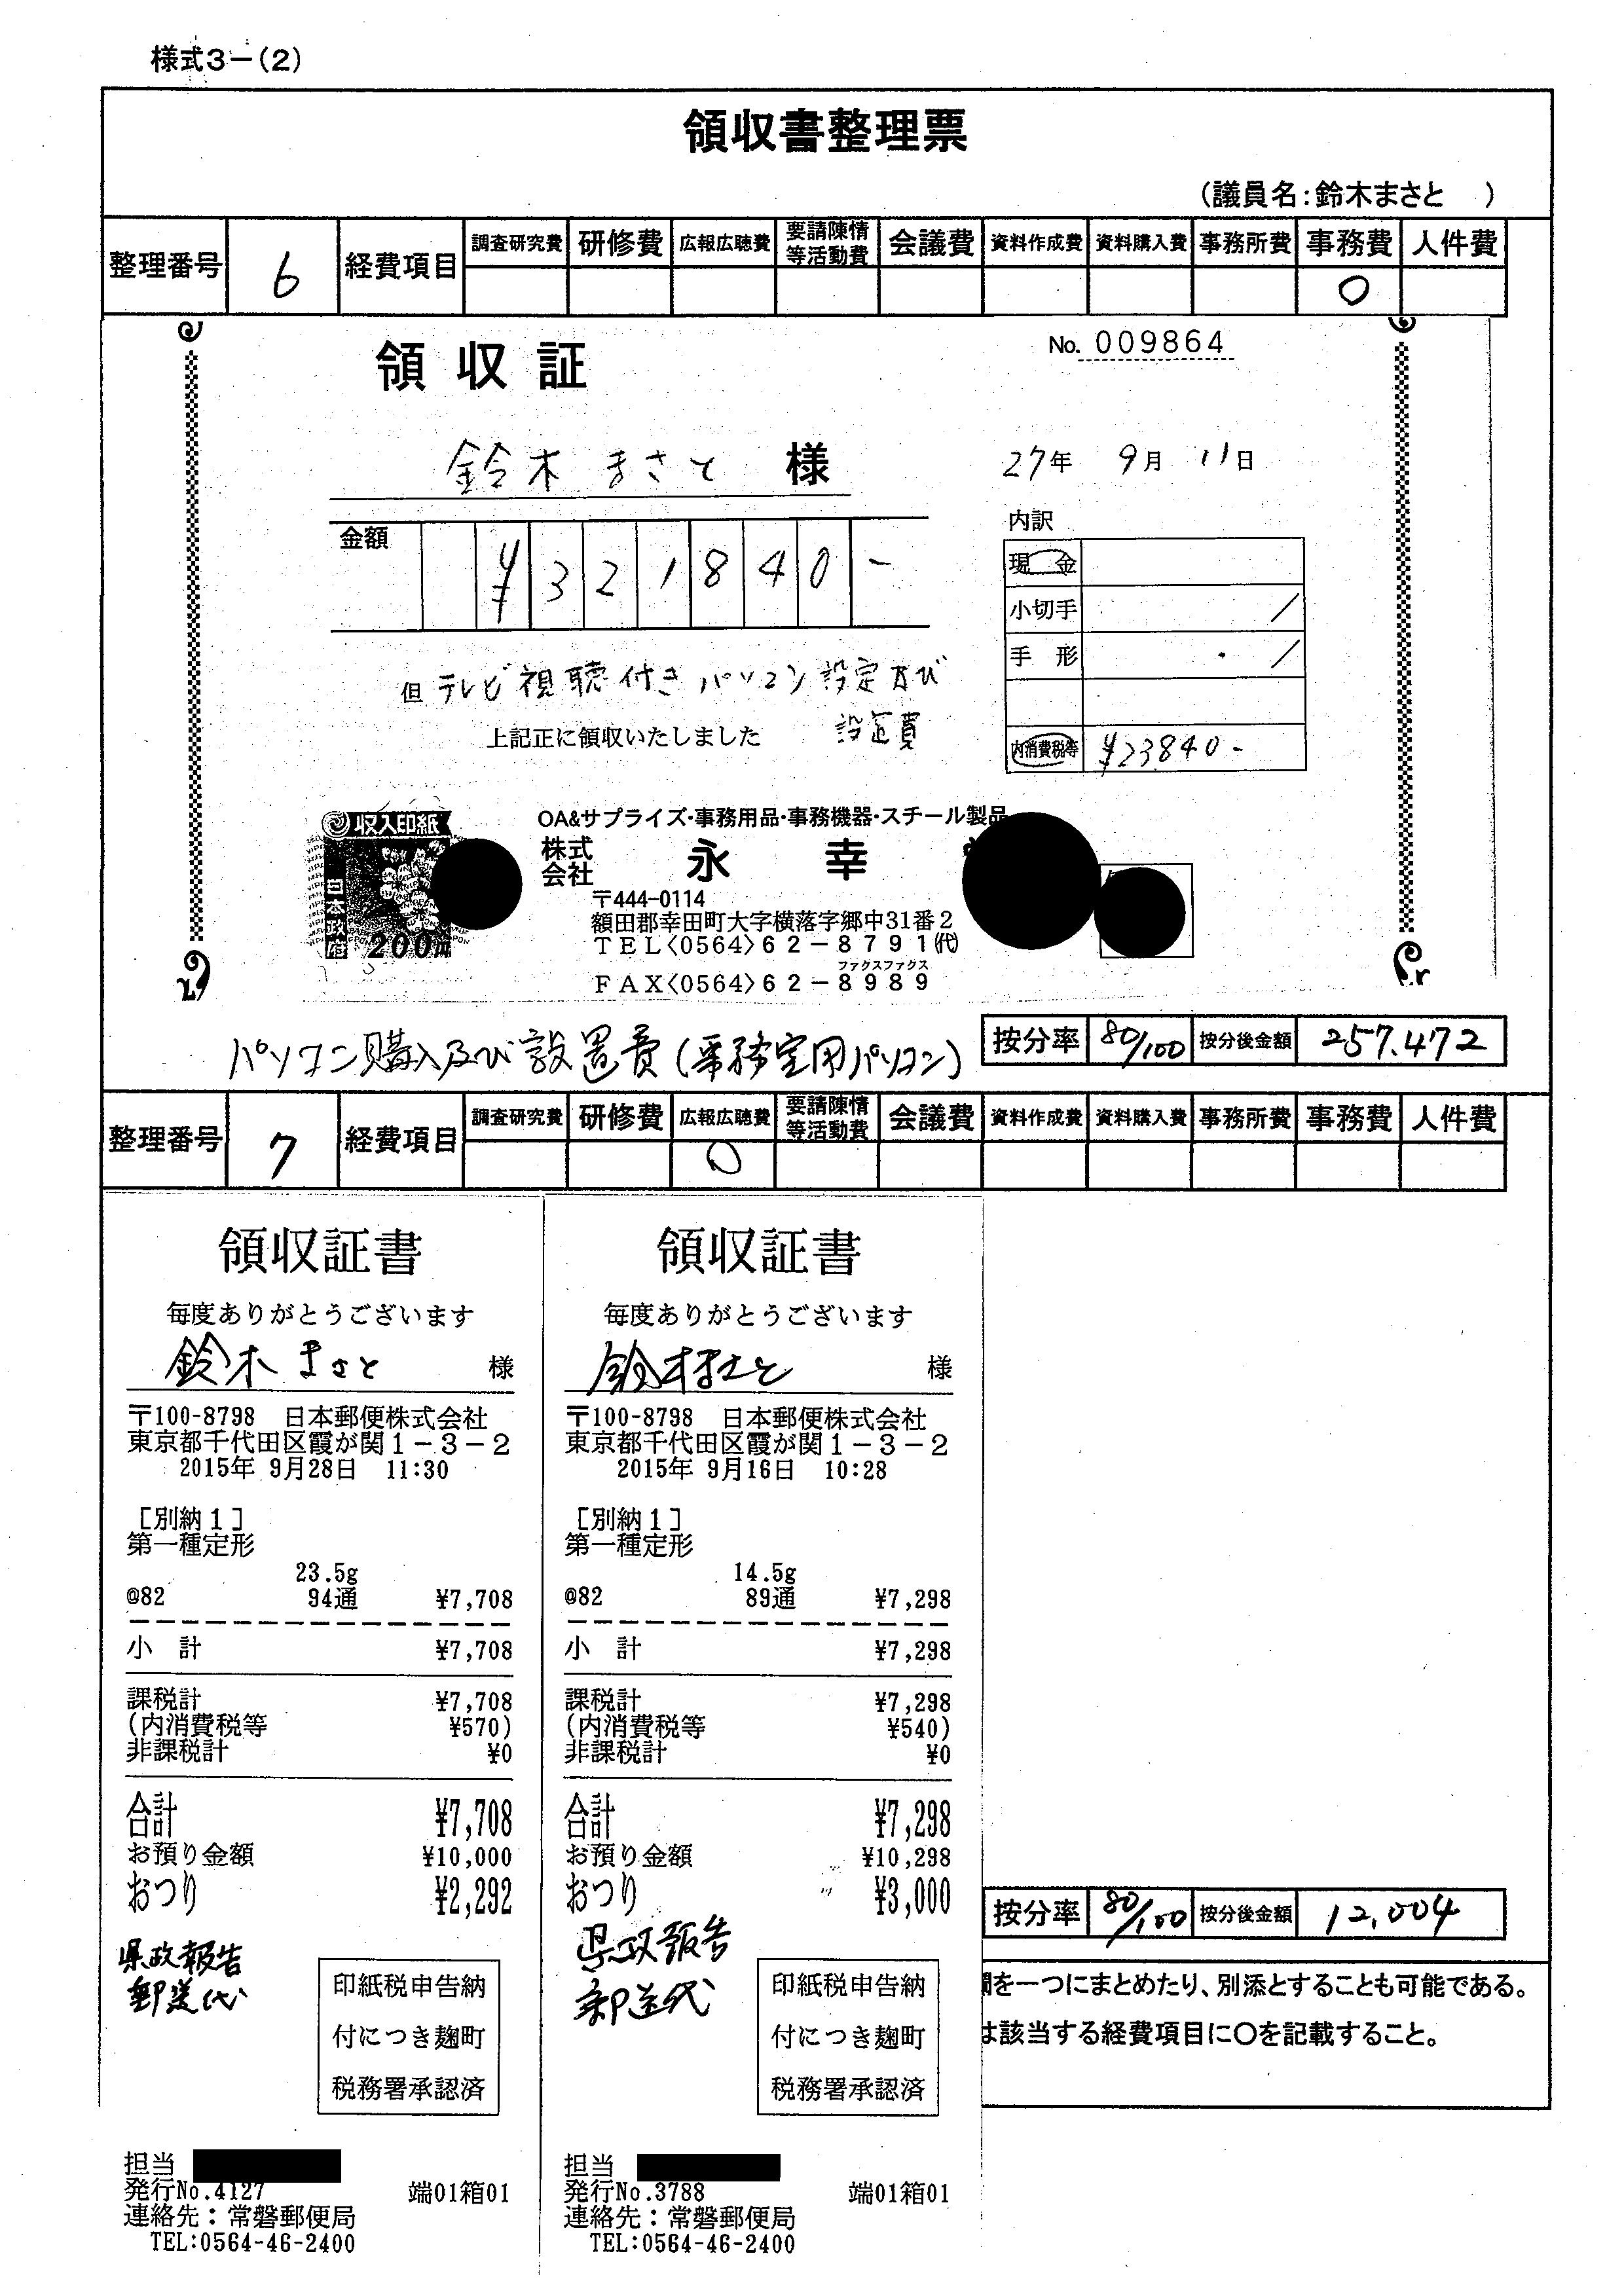 様式3-(2)
領収書整理票
(議員名:鈴木まさと )
整理番号 6 経費項目 調査研究費 研修費 広報広聴費 要請陳情等活動費 会議費 資料作成費 資料購入費 事務所費 事務費 人件費
○
領収証
No. 009864
鈴木まさと 様
27年 9月 11日
金額 ¥321840-
内訳
現金
小切手
手形
内消費税等 ¥23840-
但 テレビ視聴付きパソコン設定及び
設置費
上記正に領収いたしました
収入印紙
日本政府
200円
OA&サプライズ・事務用品・事務機器・スチール製品
株式会社 永幸
〒444-0114
額田郡幸田町大字横落字郷中31番2
TEL〈0564〉62-8791㈹
ファクスファクス
FAX〈0564〉62-8989
パソコン購入及び設置費(事務室用パソコン)
按分率 80/100 按分後金額 257.472
整理番号 7 経費項目 調査研究費 研修費 広報広聴費 要請陳情等活動費 会議費 資料作成費 資料購入費 事務所費 事務費 人件費
○
領収証書
毎度ありがとうございます
鈴木まさと 様
〒100-8798 日本郵便株式会社
東京都千代田区霞が関1-3-2
2015年 9月28日 11:30
[別納1]
第一種定形
23.5g
@82 94通 ¥7,708
小 計 ¥7,708
課税計 ¥7,708
(内消費税等 ¥570)
非課税計 ¥0
合計 ¥7,708
お預り金額 ¥10,000
おつり ¥2,292
県政報告
郵送代
印紙税申告納
付につき麹町
税務署承認済
担当
発行No.4127 端01箱01
連絡先:常磐郵便局
TEL:0564-46-2400
領収証書
毎度ありがとうございます
鈴木まさと 様
〒100-8798 日本郵便株式会社
東京都千代田区霞が関1-3-2
2015年 9月16日 10:28
[別納1]
第一種定形
14.5g
@82 89通 ¥7,298
小 計 ¥7,298
課税計 ¥7,298
(内消費税等 ¥540)
非課税計 ¥0
合計 ¥7,298
お預り金額 ¥10,298
おつり ¥3,000
県政報告
郵送代
印紙税申告納
付につき麹町
税務署承認済
担当
発行No.3788 端01箱01
連絡先:常磐郵便局
TEL:0564-46-2400
按分率 80/100 按分後金額 12,004
欄を一つにまとめたり、別添とすることも可能である。
は該当する経費項目に○を記載すること。